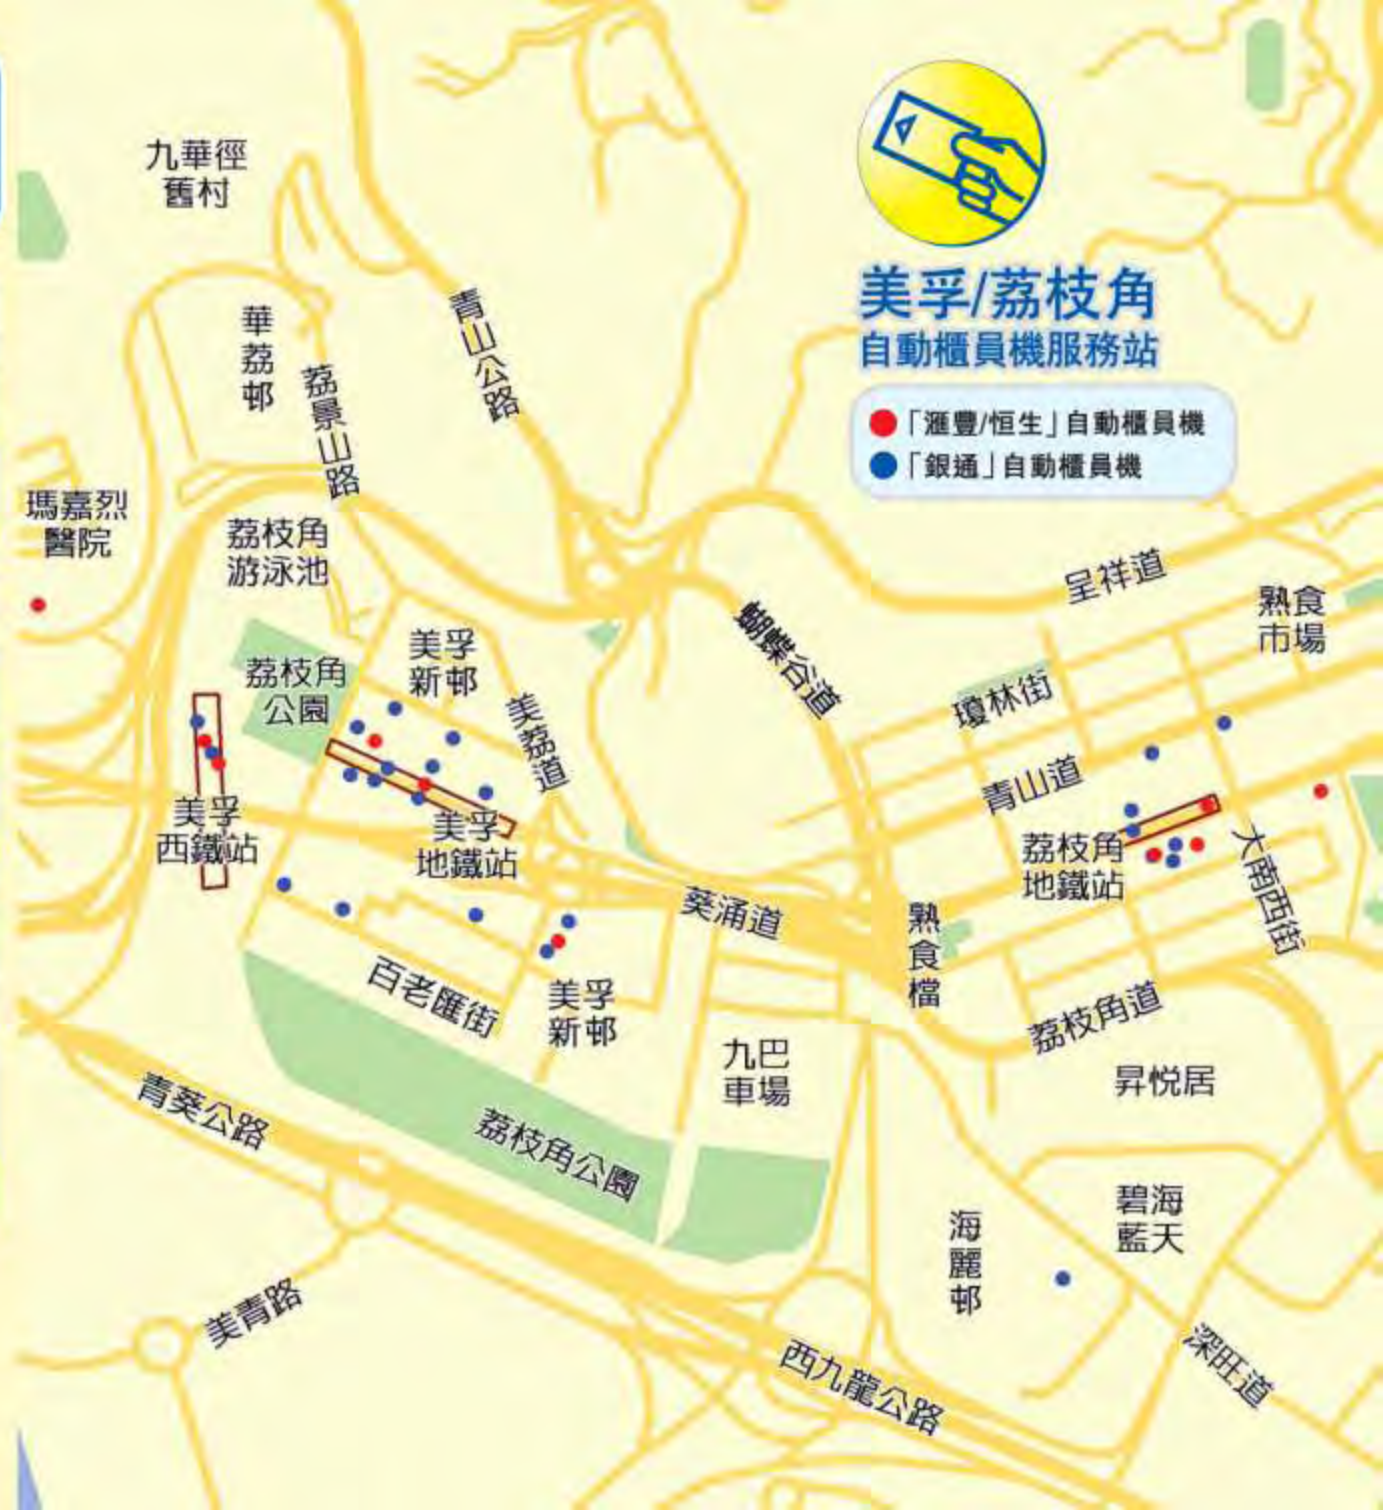 九華徑
舊村
美孚/荔枝角
自動櫃員機服務站
「滙豐/恒生」自動櫃員機
「銀通」自動櫃員機
華荔邨
荔景山路
青山公路
瑪嘉烈
醫院
荔枝角
游泳池
呈祥道
熟食
市場
蝴蝶谷道
美孚
新邨
荔枝角
公園
瓊林街
美荔道
青山道
美孚
西鐵站
美孚
地鐵站
荔枝角
地鐵站
大南西街
葵涌道
熟食檔
百老匯街
美孚
新邨
荔枝角道
九巴
車場
昇悦居
青葵公路
荔枝角公園
碧海
藍天
海麗邨
美青路
深旺道
西九龍公路